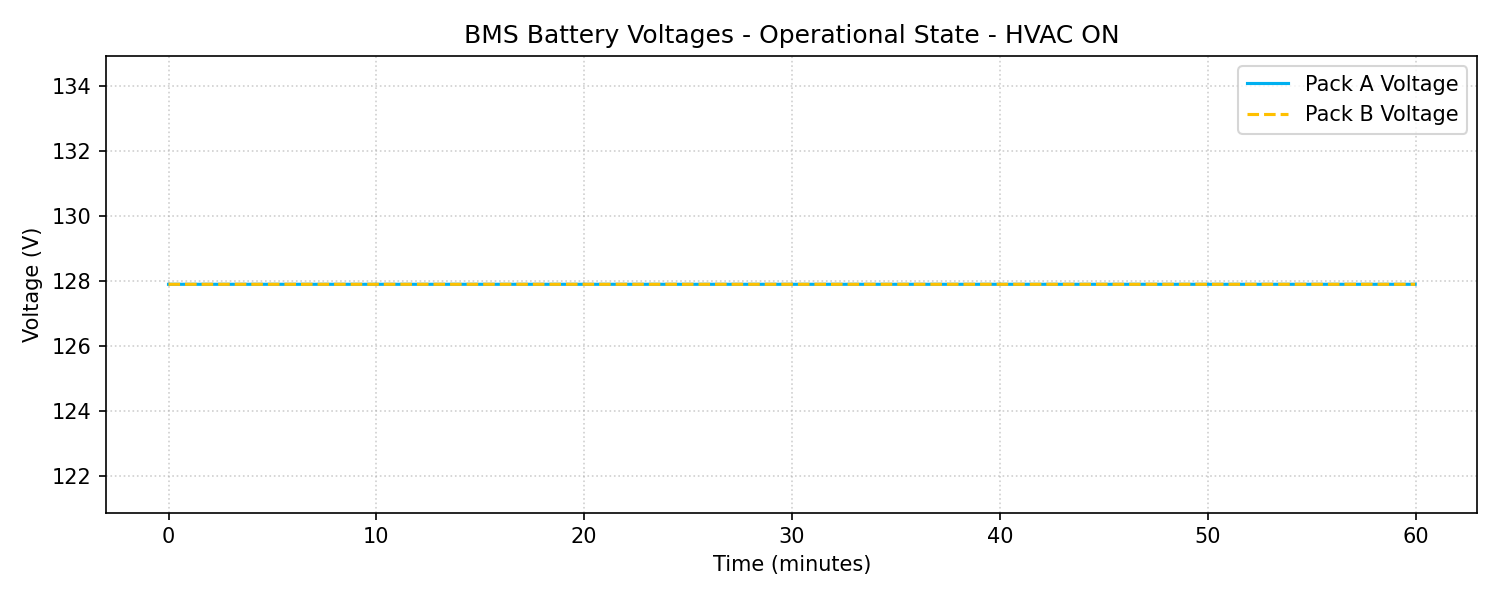 BMS Battery Voltages - Operational State - HVAC ON
Pack A Voltage
Pack B Voltage
Voltage (V)
134
132
130
128
126
124
122
0 10 20 30 40 50 60
Time (minutes)